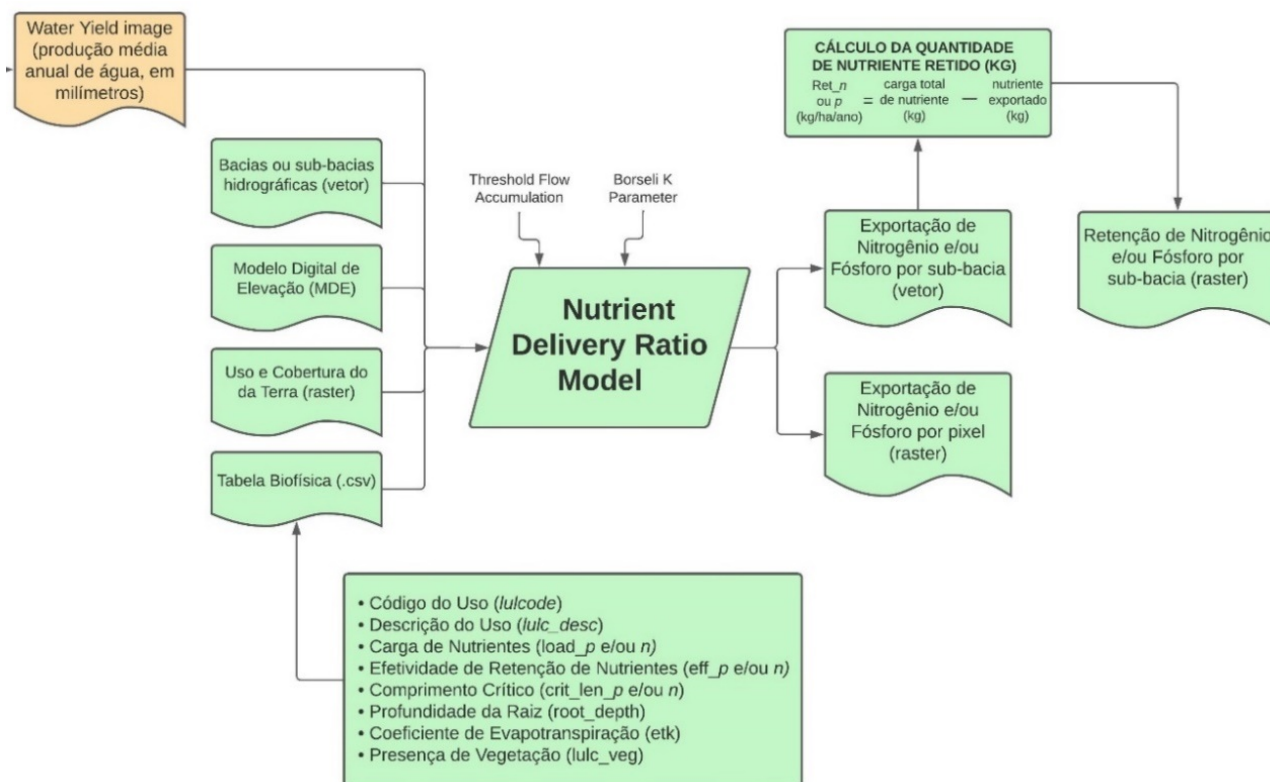 Water Yield image
(produção média
anual de água, em
milímetros)
Bacias ou sub-bacias
hidrográficas (vetor)
Modelo Digital de
Elevação (MDE)
Uso e Cobertura do
da Terra (raster)
Tabela Biofísica (.csv)
Threshold Flow
Accumulation
Borseli K
Parameter
Nutrient
Delivery Ratio
Model
CÁLCULO DA QUANTIDADE
DE NUTRIENTE RETIDO (KG)
Ret_n
ou p
(kg/ha/ano)
=
carga total
de nutriente
(kg)
—
nutriente
exportado
(kg)
Exportação de
Nitrogênio e/ou
Fósforo por sub-bacia
(vetor)
Retenção de Nitrogênio
e/ou Fósforo por
sub-bacia (raster)
Exportação de
Nitrogênio e/ou
Fósforo por pixel
(raster)
• Código do Uso (lulcode)
• Descrição do Uso (lulc_desc)
• Carga de Nutrientes (load_p e/ou n)
• Efetividade de Retenção de Nutrientes (eff_p e/ou n)
• Comprimento Crítico (crit_len_p e/ou n)
• Profundidade da Raiz (root_depth)
• Coeficiente de Evapotranspiração (etk)
• Presença de Vegetação (lulc_veg)